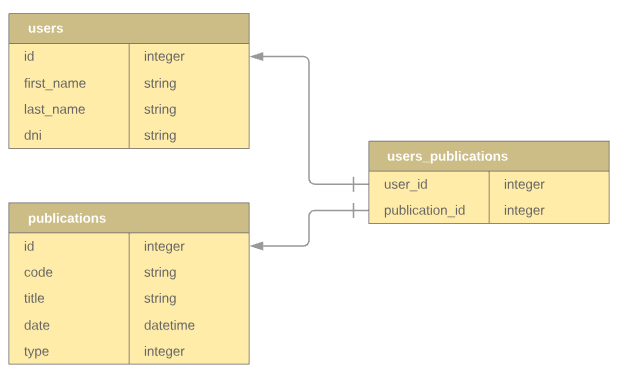 users
id integer
first_name string
last_name string
dni string
users_publications
user_id integer
publication_id integer
publications
id integer
code string
title string
date datetime
type integer